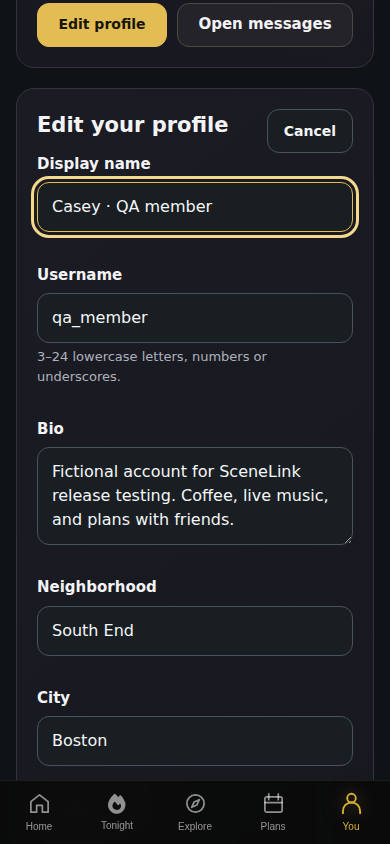 Edit profile
Open messages
Edit your profile
Cancel
Display name
Casey · QA member
Username
qa_member
3–24 lowercase letters, numbers or
underscores.
Bio
Fictional account for SceneLink
release testing. Coffee, live music,
and plans with friends.
Neighborhood
South End
City
Boston
Home
Tonight
Explore
Plans
You